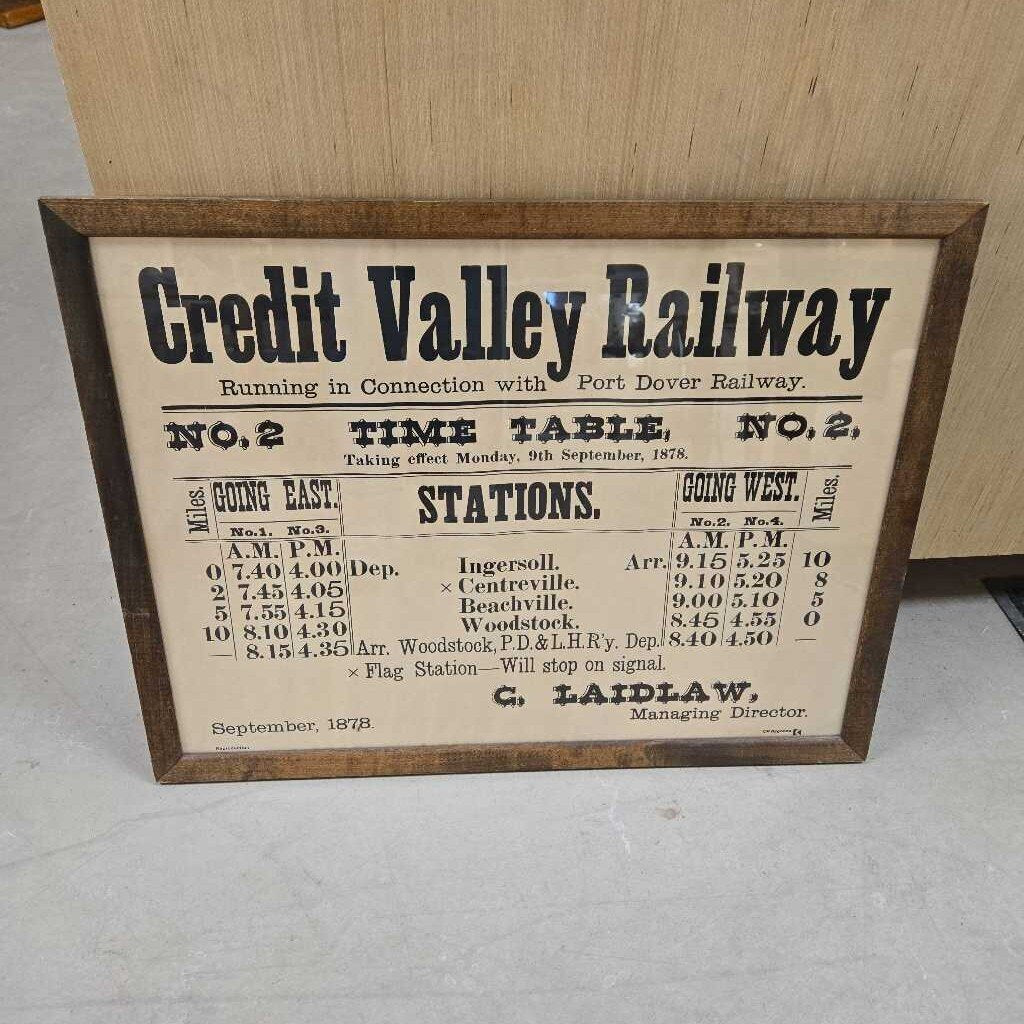 Credit Valley Railway
Running in Connection with Port Dover Railway.
NO. 2 TIME TABLE, NO. 2,
Taking effect Monday, 9th September, 1878.
Miles. GOING EAST. STATIONS. GOING WEST. Miles.
No.1. No.3. No.2. No.4.
A.M. P.M. A.M. P.M.
0 7.40 4.00 Dep. Ingersoll. Arr. 9.15 5.25 10
2 7.45 4.05 × Centreville. 9.10 5.20 8
5 7.55 4.15 Beachville. 9.00 5.10 5
10 8.10 4.30 Woodstock. 8.45 4.55 0
— 8.15 4.35 Arr. Woodstock, P.D. & L.H.R'y. Dep. 8.40 4.50 —
× Flag Station—Will stop on signal.
C. LAIDLAW,
Managing Director.
September, 1878.